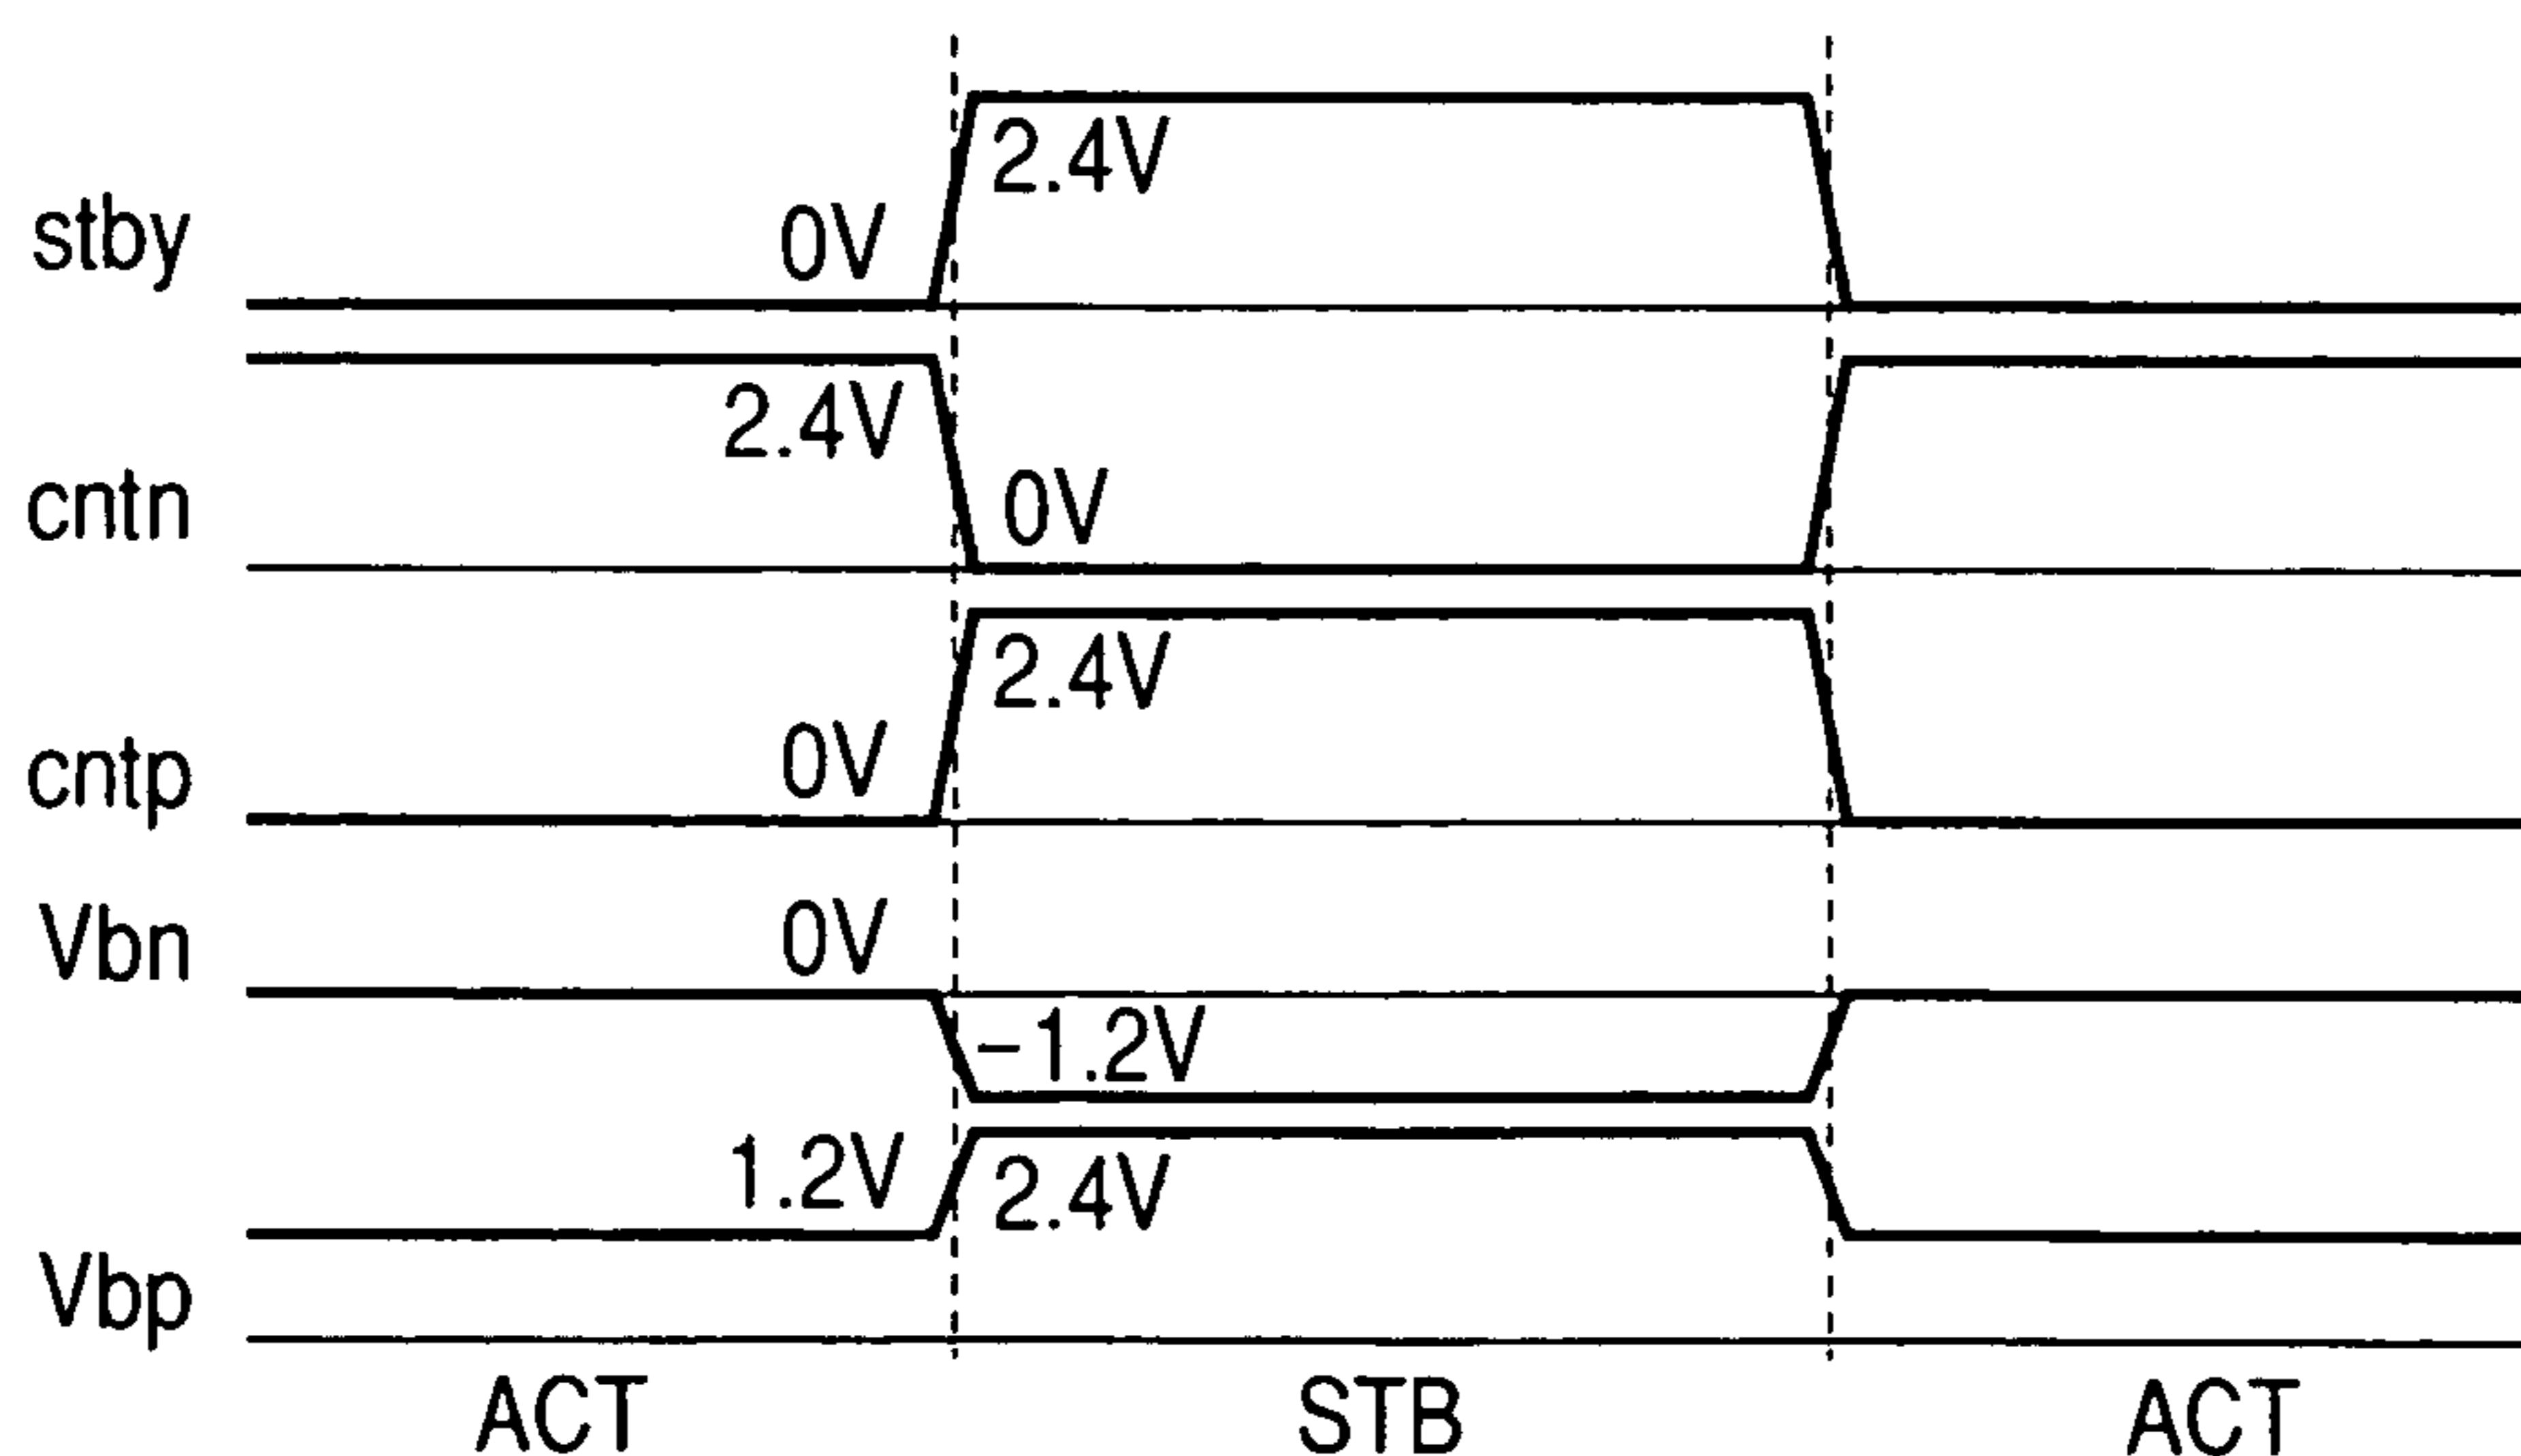 2.4V
stby 0V
2.4V
cntn 0V
2.4V
cntp 0V
Vbn 0V
-1.2V
1.2V 2.4V
Vbp
ACT STB ACT